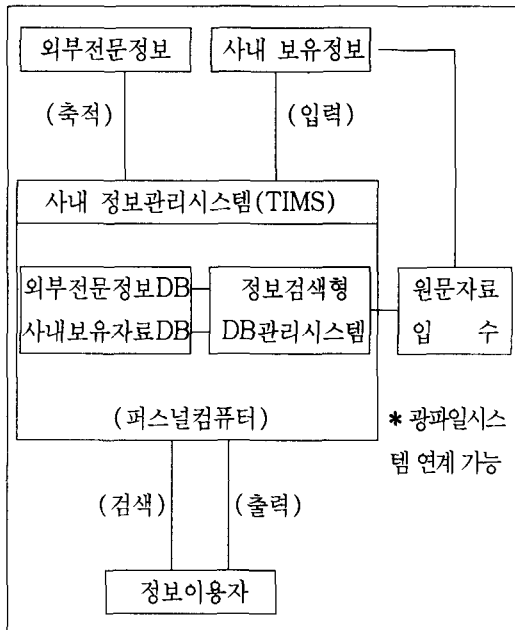 외부전문정보
사내 보유정보
(축적)
(입력)
사내 정보관리시스템(TIMS)
외부전문정보DB
사내보유자료DB
정보검색형
DB관리시스템
원문자료
입 수
(퍼스널컴퓨터)
* 광파일시스
템 연계 가능
(검색)
(출력)
정보이용자